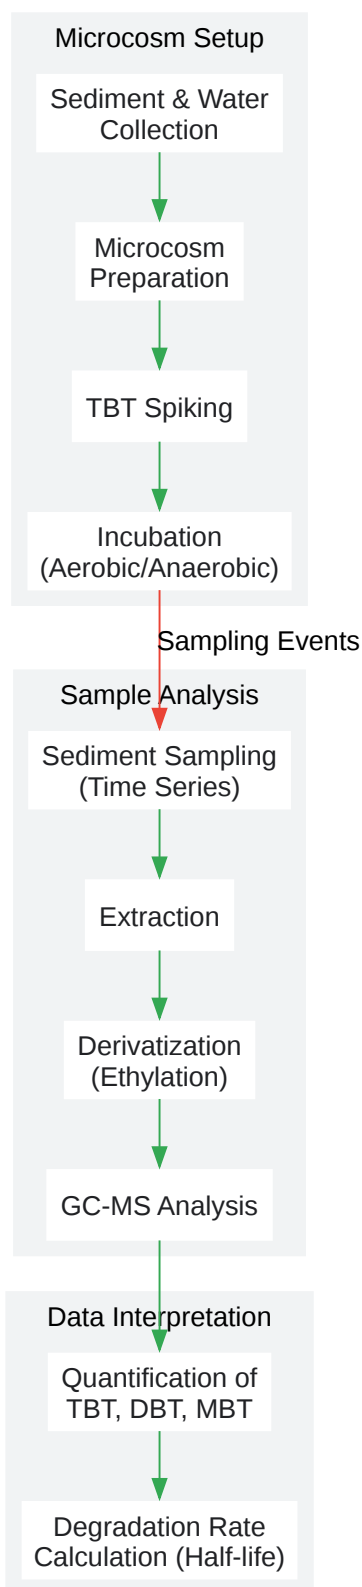 Microcosm Setup
Sediment & Water
Collection
Microcosm
Preparation
TBT Spiking
Incubation
(Aerobic/Anaerobic)
Sampling Events
Sample Analysis
Sediment Sampling
(Time Series)
Extraction
Derivatization
(Ethylation)
GC-MS Analysis
Data Interpretation
Quantification of
TBT, DBT, MBT
Degradation Rate
Calculation (Half-life)